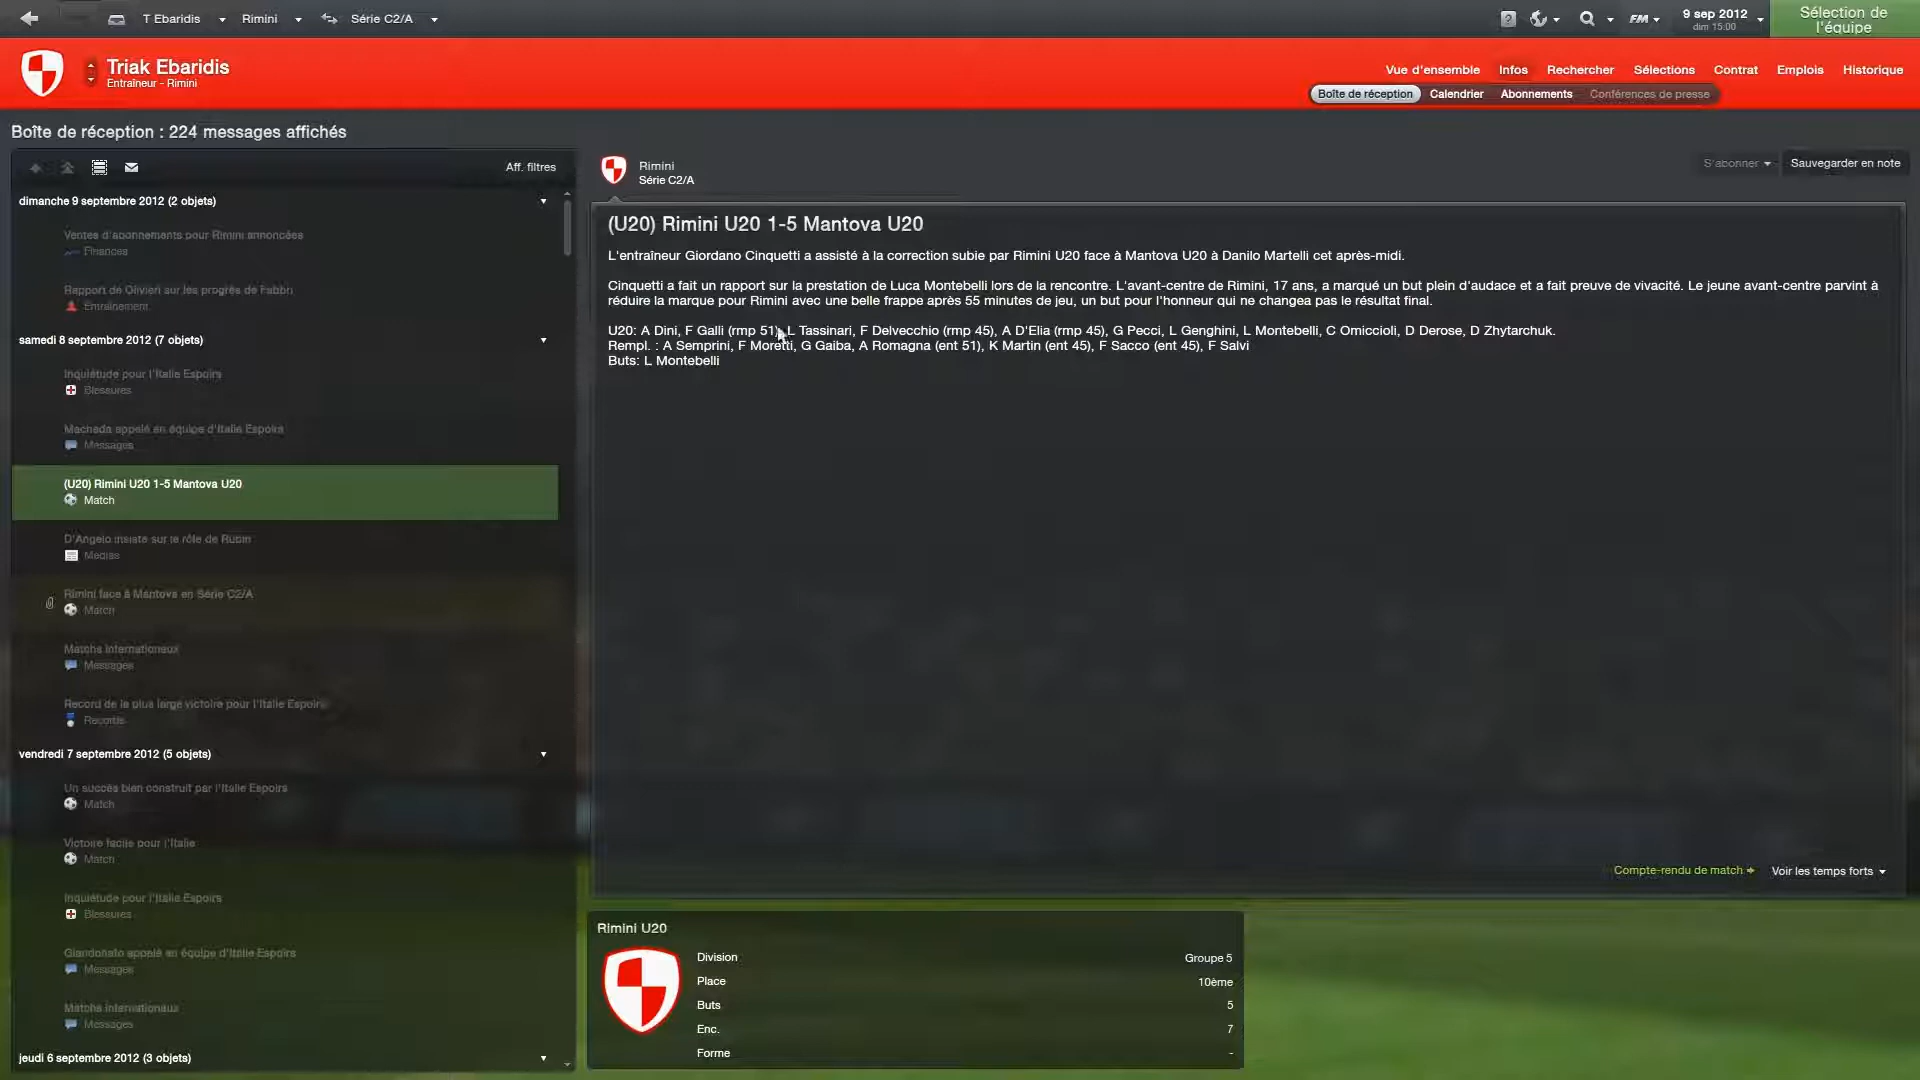 T Ebaridis
Rimini
Série C2/A
9 sep 2012
dim 15:00
Sélection de
l'équipe
Triak Ebaridis
Entraîneur - Rimini
Vue d'ensemble
Infos
Rechercher
Sélections
Contrat
Emplois
Historique
Boîte de réception
Calendrier
Abonnements
Conférences de presse
Boîte de réception : 224 messages affichés
Aff. filtres
dimanche 9 septembre 2012 (2 objets)
Ventes d'abonnements pour Rimini annoncées
Finances
Rapport de Olivieri sur les progrès de Fabbri
Entraînement
samedi 8 septembre 2012 (7 objets)
Inquiétude pour l'Italie Espoirs
Blessures
Machada appelé en équipe d'Italie Espoirs
Messages
(U20) Rimini U20 1-5 Mantova U20
Match
D'Angelo insiste sur le rôle de Rubin
Médias
Rimini face à Mantova en Série C2/A
Match
Matchs internationaux
Messages
Record de la plus large victoire pour l'Italie Espoirs
Records
vendredi 7 septembre 2012 (5 objets)
Un succès bien construit par l'Italie Espoirs
Match
Victoire facile pour l'Italie
Match
Inquiétude pour l'Italie Espoirs
Blessures
Giandonato appelé en équipe d'Italie Espoirs
Messages
Matchs internationaux
Messages
jeudi 6 septembre 2012 (3 objets)
Rimini
Série C2/A
S'abonner
Sauvegarder en note
(U20) Rimini U20 1-5 Mantova U20
L'entraîneur Giordano Cinquetti a assisté à la correction subie par Rimini U20 face à Mantova U20 à Danilo Martelli cet après-midi.
Cinquetti a fait un rapport sur la prestation de Luca Montebelli lors de la rencontre. L'avant-centre de Rimini, 17 ans, a marqué un but plein d'audace et a fait preuve de vivacité. Le jeune avant-centre parvint à
réduire la marque pour Rimini avec une belle frappe après 55 minutes de jeu, un but pour l'honneur qui ne changea pas le résultat final.
U20: A Dini, F Galli (rmp 51), L Tassinari, F Delvecchio (rmp 45), A D'Elia (rmp 45), G Pecci, L Genghini, L Montebelli, C Omiccioli, D Derose, D Zhytarchuk.
Rempl. : A Semprini, F Moretti, G Gaiba, A Romagna (ent 51), K Martin (ent 45), F Sacco (ent 45), F Salvi
Buts: L Montebelli
Compte-rendu de match
Voir les temps forts
Rimini U20
Division
Groupe 5
Place
10ème
Buts
5
Enc.
7
Forme
-